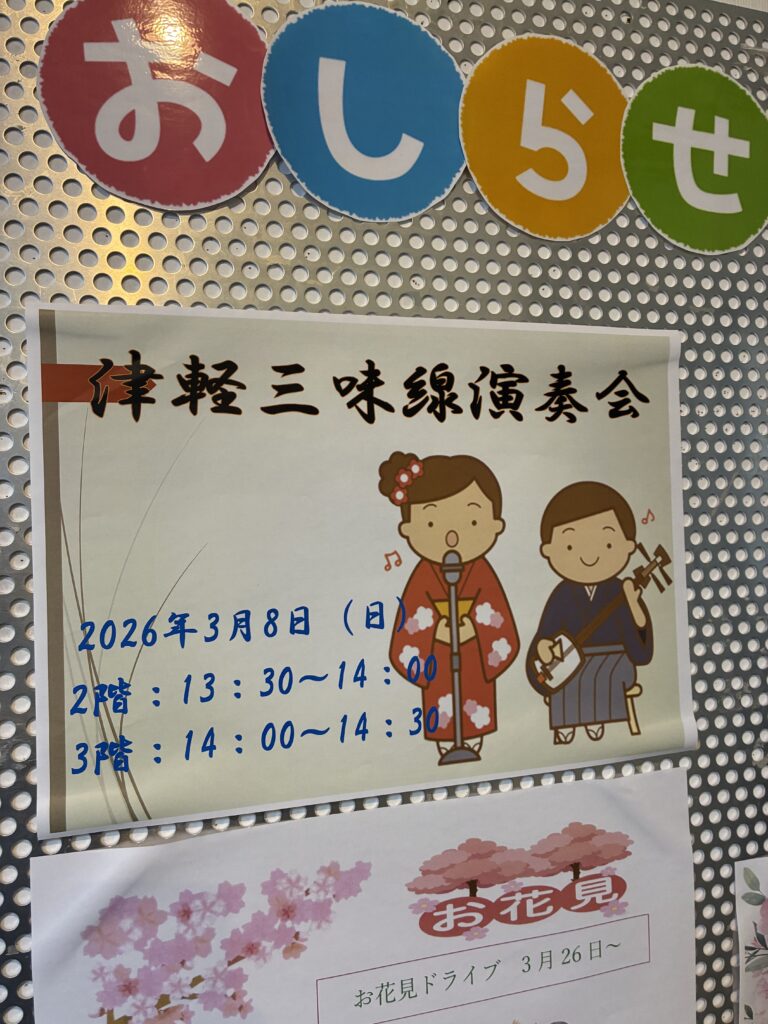 おしらせ
津軽三味線演奏会
2026年3月8日（日）
2階：13：30～14：00
3階：14：00～14：30
お花見
お花見ドライブ 3月26日～